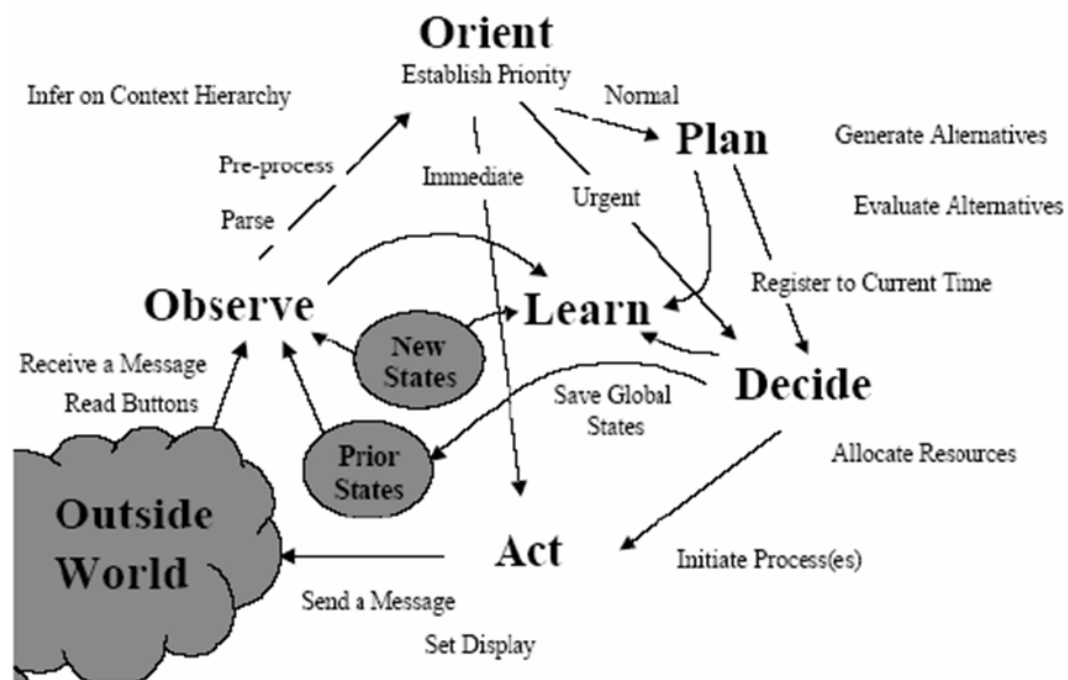 Orient
Establish Priority
Infer on Context Hierarchy
Normal
Plan
Generate Alternatives
Pre-process
Immediate
Urgent
Evaluate Alternatives
Parse
Register to Current Time
Observe
Learn
New
States
Receive a Message
Read Buttons
Decide
Save Global
States
Prior
States
Allocate Resources
Outside
World
Act
Initiate Process(es)
Send a Message
Set Display